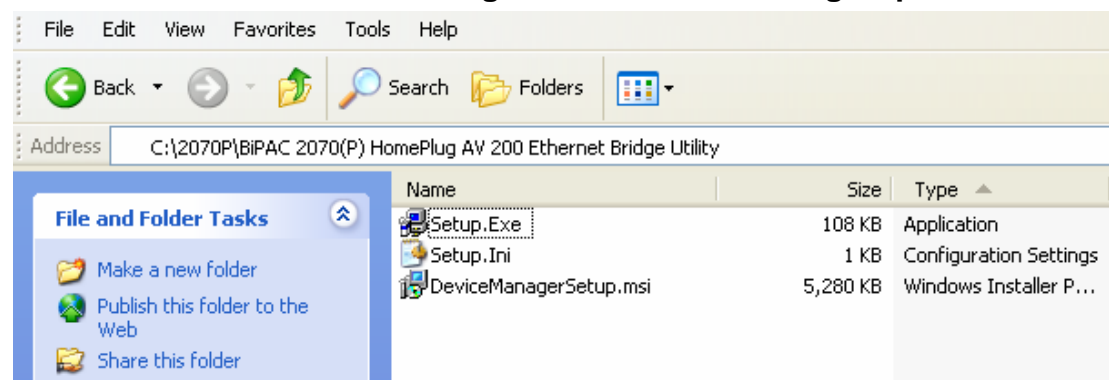 File Edit View Favorites Tools Help
Back Search Folders
Address C:\2070P\BiPAC 2070(P) HomePlug AV 200 Ethernet Bridge Utility
Name Size Type
File and Folder Tasks
Setup.Exe 108 KB Application
Setup.Ini 1 KB Configuration Settings
Make a new folder
DeviceManagerSetup.msi 5,280 KB Windows Installer P...
Publish this folder to the
Web
Share this folder